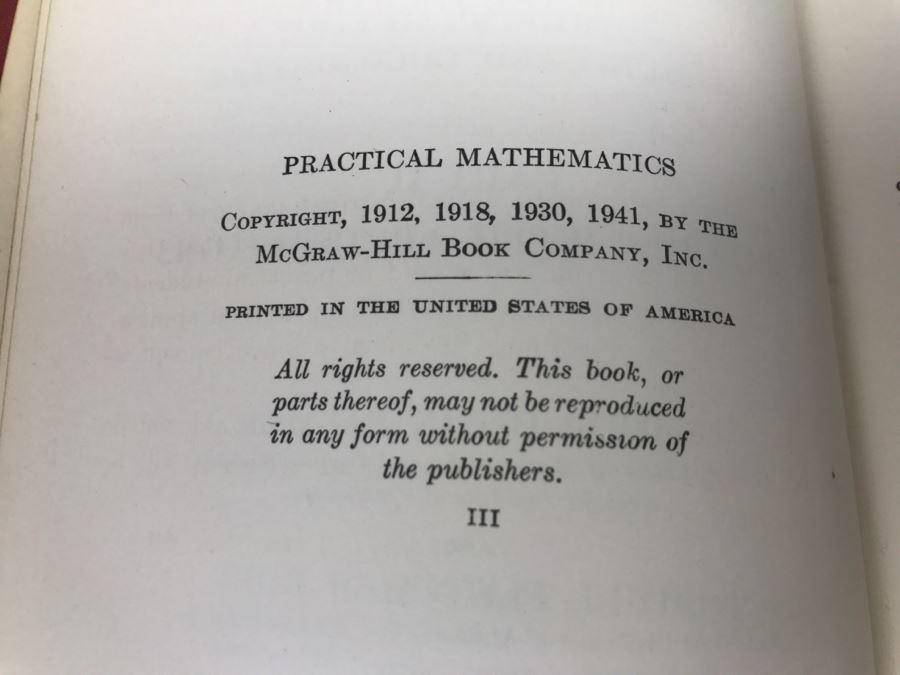 PRACTICAL MATHEMATICS
COPYRIGHT, 1912, 1918, 1930, 1941, BY THE
MCGRAW-HILL BOOK COMPANY, INC.
PRINTED IN THE UNITED STATES OF AMERICA
All rights reserved. This book, or
parts thereof, may not be reproduced
in any form without permission of
the publishers.
III